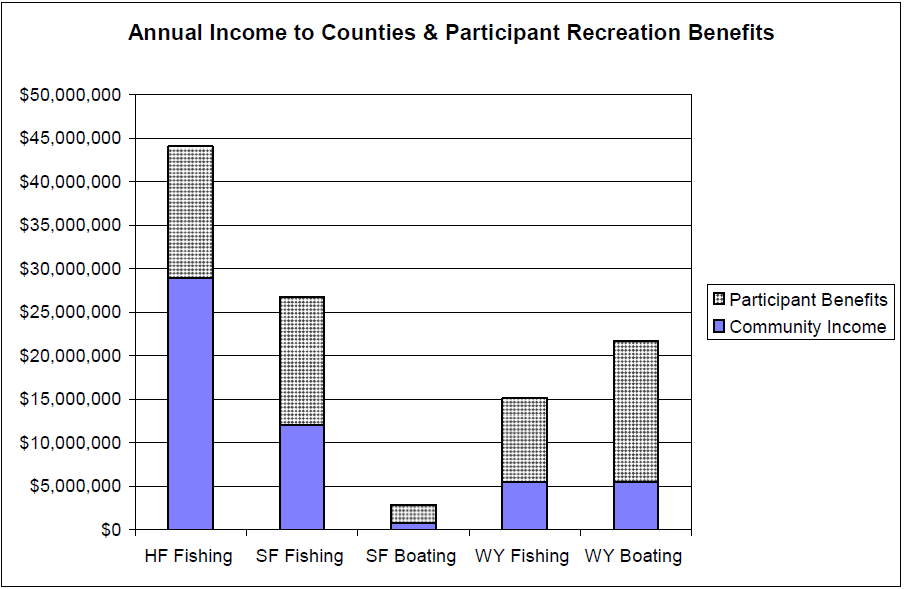 Annual Income to Counties & Participant Recreation Benefits
$50,000,000
$45,000,000
$40,000,000
$35,000,000
$30,000,000
$25,000,000
$20,000,000
$15,000,000
$10,000,000
$5,000,000
$0
HF Fishing SF Fishing SF Boating WY Fishing WY Boating
Participant Benefits
Community Income